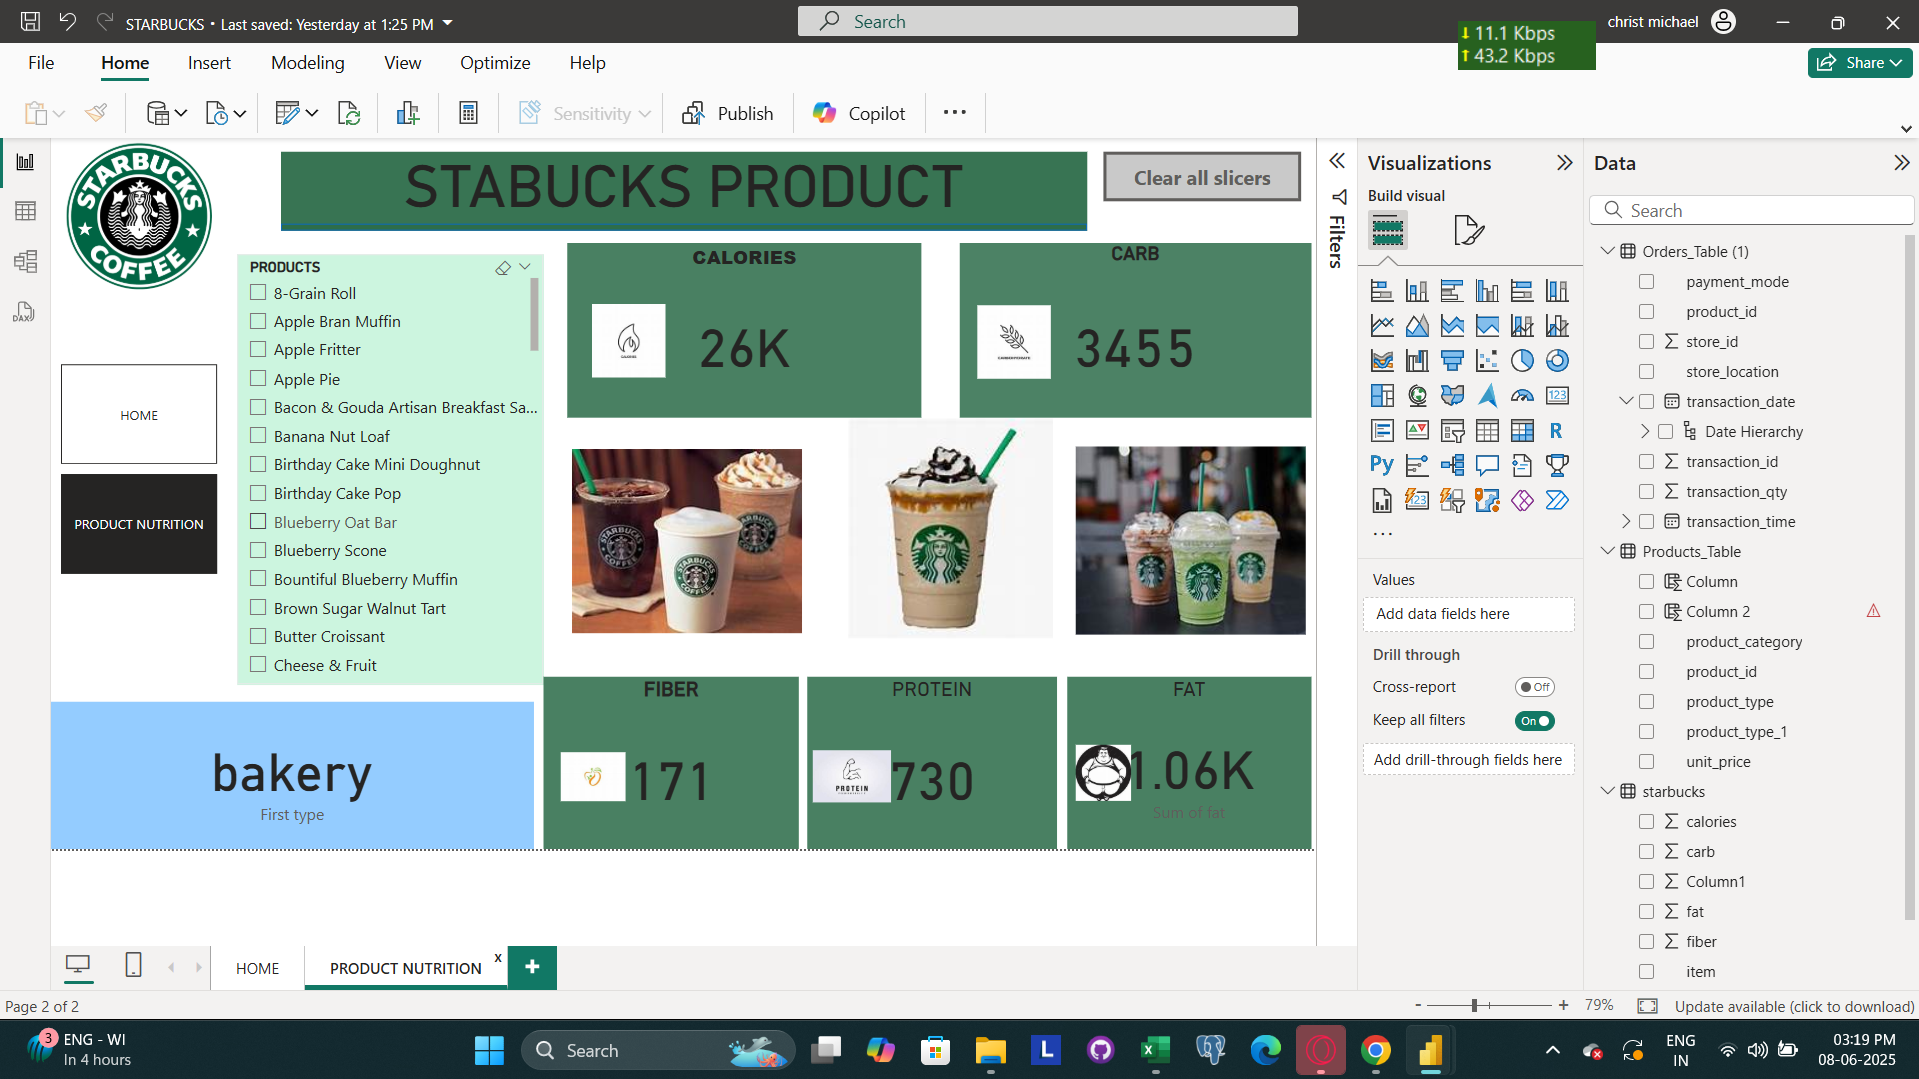 STARBUCKS • Last saved: Yesterday at 1:25 PM
Search
11.1 Kbps
43.2 Kbps
christ michael
File
Home
Insert
Modeling
View
Optimize
Help
Share
Sensitivity
Publish
Copilot
STARBUCKS
COFFEE
STABUCKS PRODUCT
Clear all slicers
PRODUCTS
8-Grain Roll
Apple Bran Muffin
Apple Fritter
Apple Pie
Bacon & Gouda Artisan Breakfast Sa...
Banana Nut Loaf
Birthday Cake Mini Doughnut
Birthday Cake Pop
Blueberry Oat Bar
Blueberry Scone
Bountiful Blueberry Muffin
Brown Sugar Walnut Tart
Butter Croissant
Cheese & Fruit
HOME
PRODUCT NUTRITION
CALORIES
CALORIES
26K
CARB
CARBOHYDRATE
3455
bakery
First type
FIBER
171
PROTEIN
PROTEIN
730
FAT
1.06K
Sum of fat
HOME
PRODUCT NUTRITION
x
+
Page 2 of 2
Filters
Visualizations
Build visual
123
R
Py
123
...
Values
Add data fields here
Drill through
Cross-report
Off
Keep all filters
On
Add drill-through fields here
Data
Search
Orders_Table (1)
payment_mode
product_id
store_id
store_location
transaction_date
Date Hierarchy
transaction_id
transaction_qty
transaction_time
Products_Table
Column
Column 2
product_category
product_id
product_type
product_type_1
unit_price
starbucks
calories
carb
Column1
fat
fiber
item
- + 79%
Update available (click to download)
3
ENG - WI
In 4 hours
Search
L
ENG
IN
03:19 PM
08-06-2025